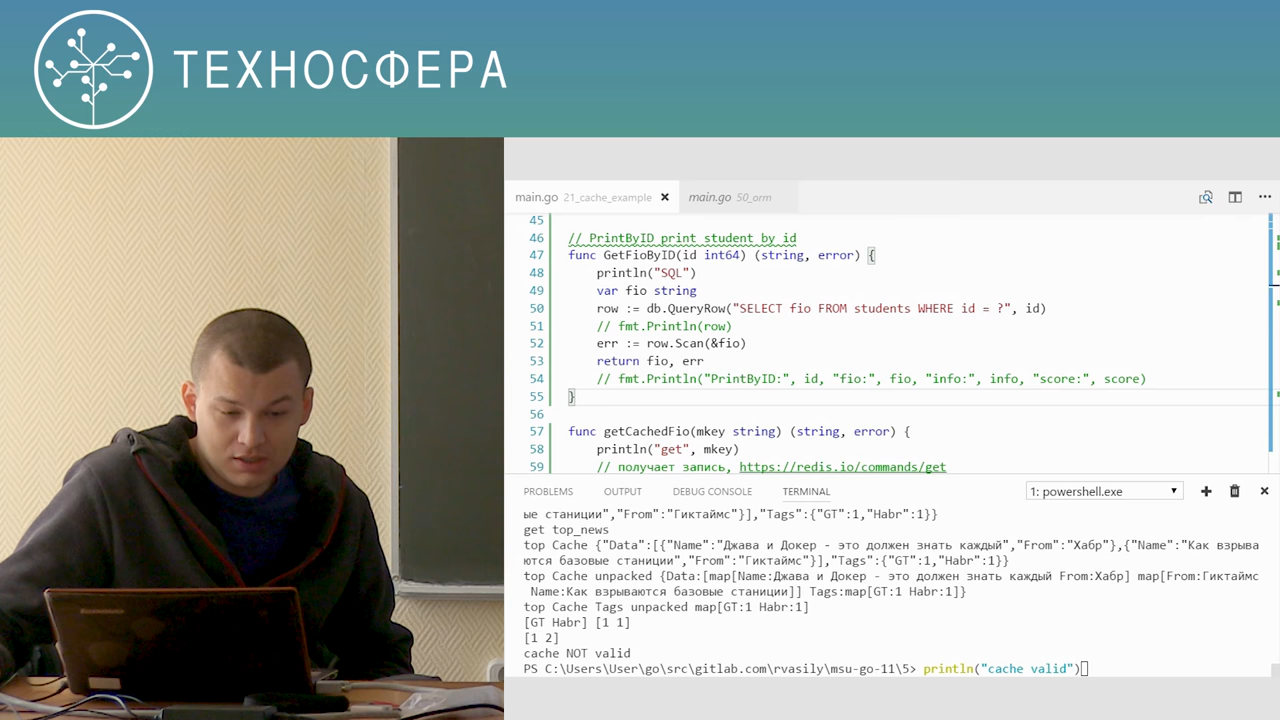 ТЕХНОСФЕРА
main.go 21_cache_example
main.go 50_orm
45
46 // PrintByID print student by id
47 func GetFioByID(id int64) (string, error) {
48 println("SQL")
49 var fio string
50 row := db.QueryRow("SELECT fio FROM students WHERE id = ?", id)
51 // fmt.Println(row)
52 err := row.Scan(&fio)
53 return fio, err
54 // fmt.Println("PrintByID:", id, "fio:", fio, "info:", info, "score:", score)
55 }
56
57 func getCachedFio(mkey string) (string, error) {
58 println("get", mkey)
59 // получает запись, https://redis.io/commands/get
PROBLEMS OUTPUT DEBUG CONSOLE TERMINAL 1: powershell.exe
ые станиции","From":"Гиктаймс"}],"Tags":{"GT":1,"Habr":1}}
get top_news
top Cache {"Data":[{"Name":"Джава и Докер - это должен знать каждый","From":"Хабр"},{"Name":"Как взрыва
ются базовые станиции","From":"Гиктаймс"}],"Tags":{"GT":1,"Habr":1}}
top Cache unpacked {Data:[map[Name:Джава и Докер - это должен знать каждый From:Хабр] map[From:Гиктаймс
Name:Как взрываются базовые станиции]] Tags:map[GT:1 Habr:1]}
top Cache Tags unpacked map[GT:1 Habr:1]
[GT Habr] [1 1]
[1 2]
cache NOT valid
PS C:\Users\User\go\src\gitlab.com\rvasily\msu-go-11\5> println("cache valid")